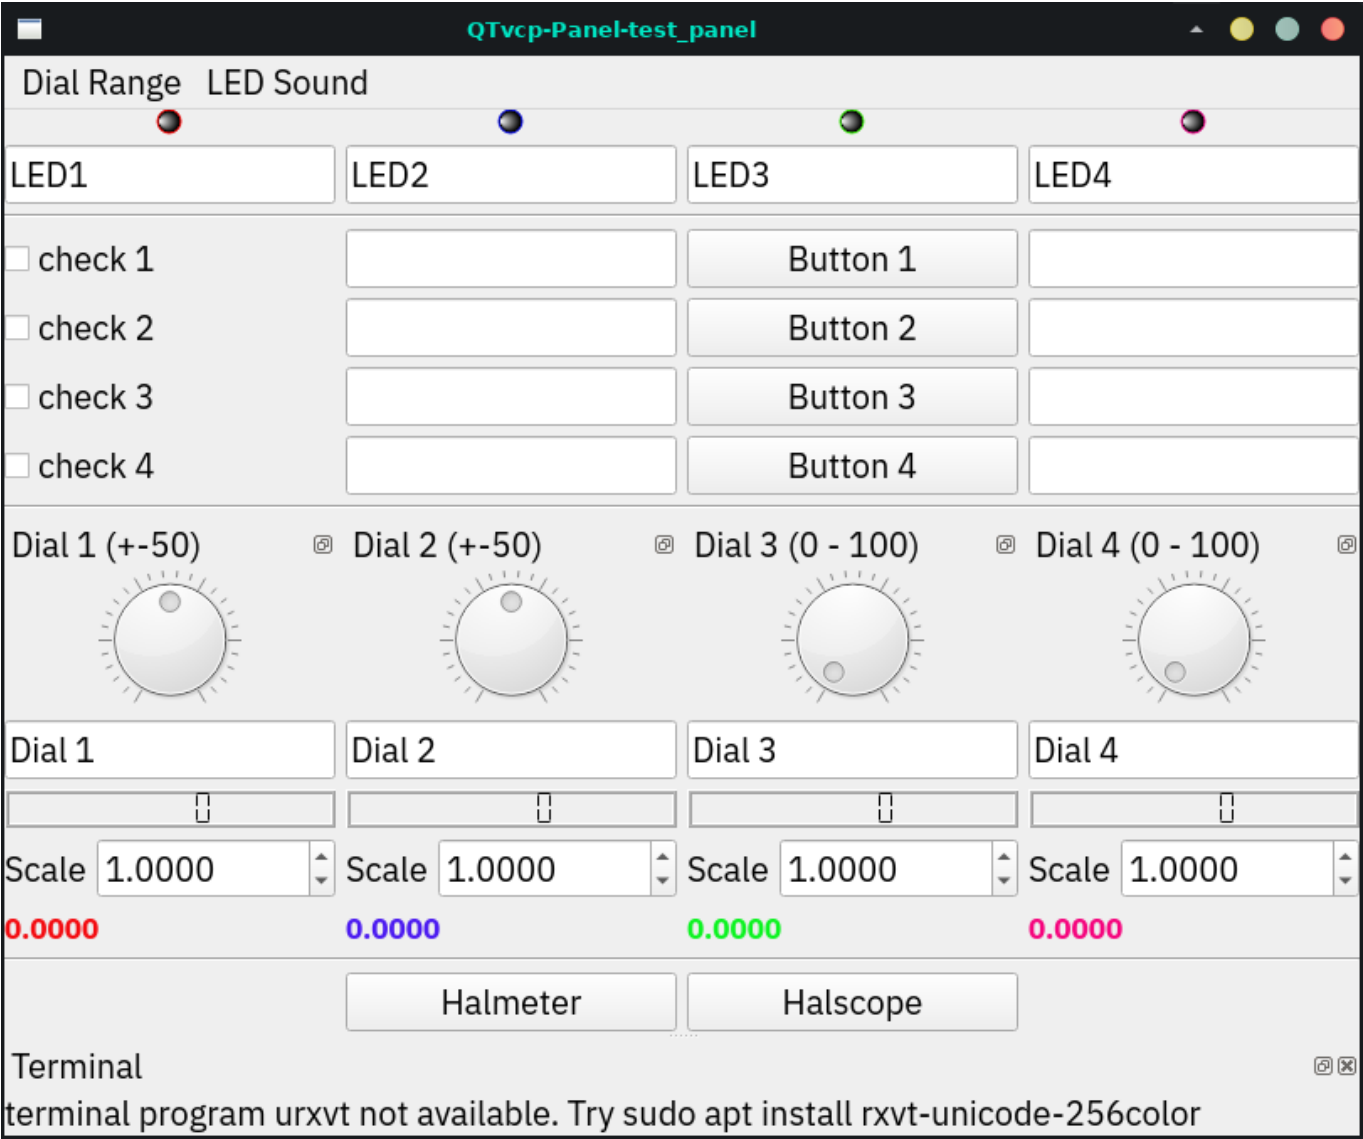 QTvcp-Panel-test_panel
Dial Range LED Sound
LED1 LED2 LED3 LED4
check 1 Button 1
check 2 Button 2
check 3 Button 3
check 4 Button 4
Dial 1 (+-50) Dial 2 (+-50) Dial 3 (0 - 100) Dial 4 (0 - 100)
Dial 1 Dial 2 Dial 3 Dial 4
0 0 0 0
Scale 1.0000 Scale 1.0000 Scale 1.0000 Scale 1.0000
0.0000 0.0000 0.0000 0.0000
Halmeter Halscope
Terminal
terminal program urxvt not available. Try sudo apt install rxvt-unicode-256color